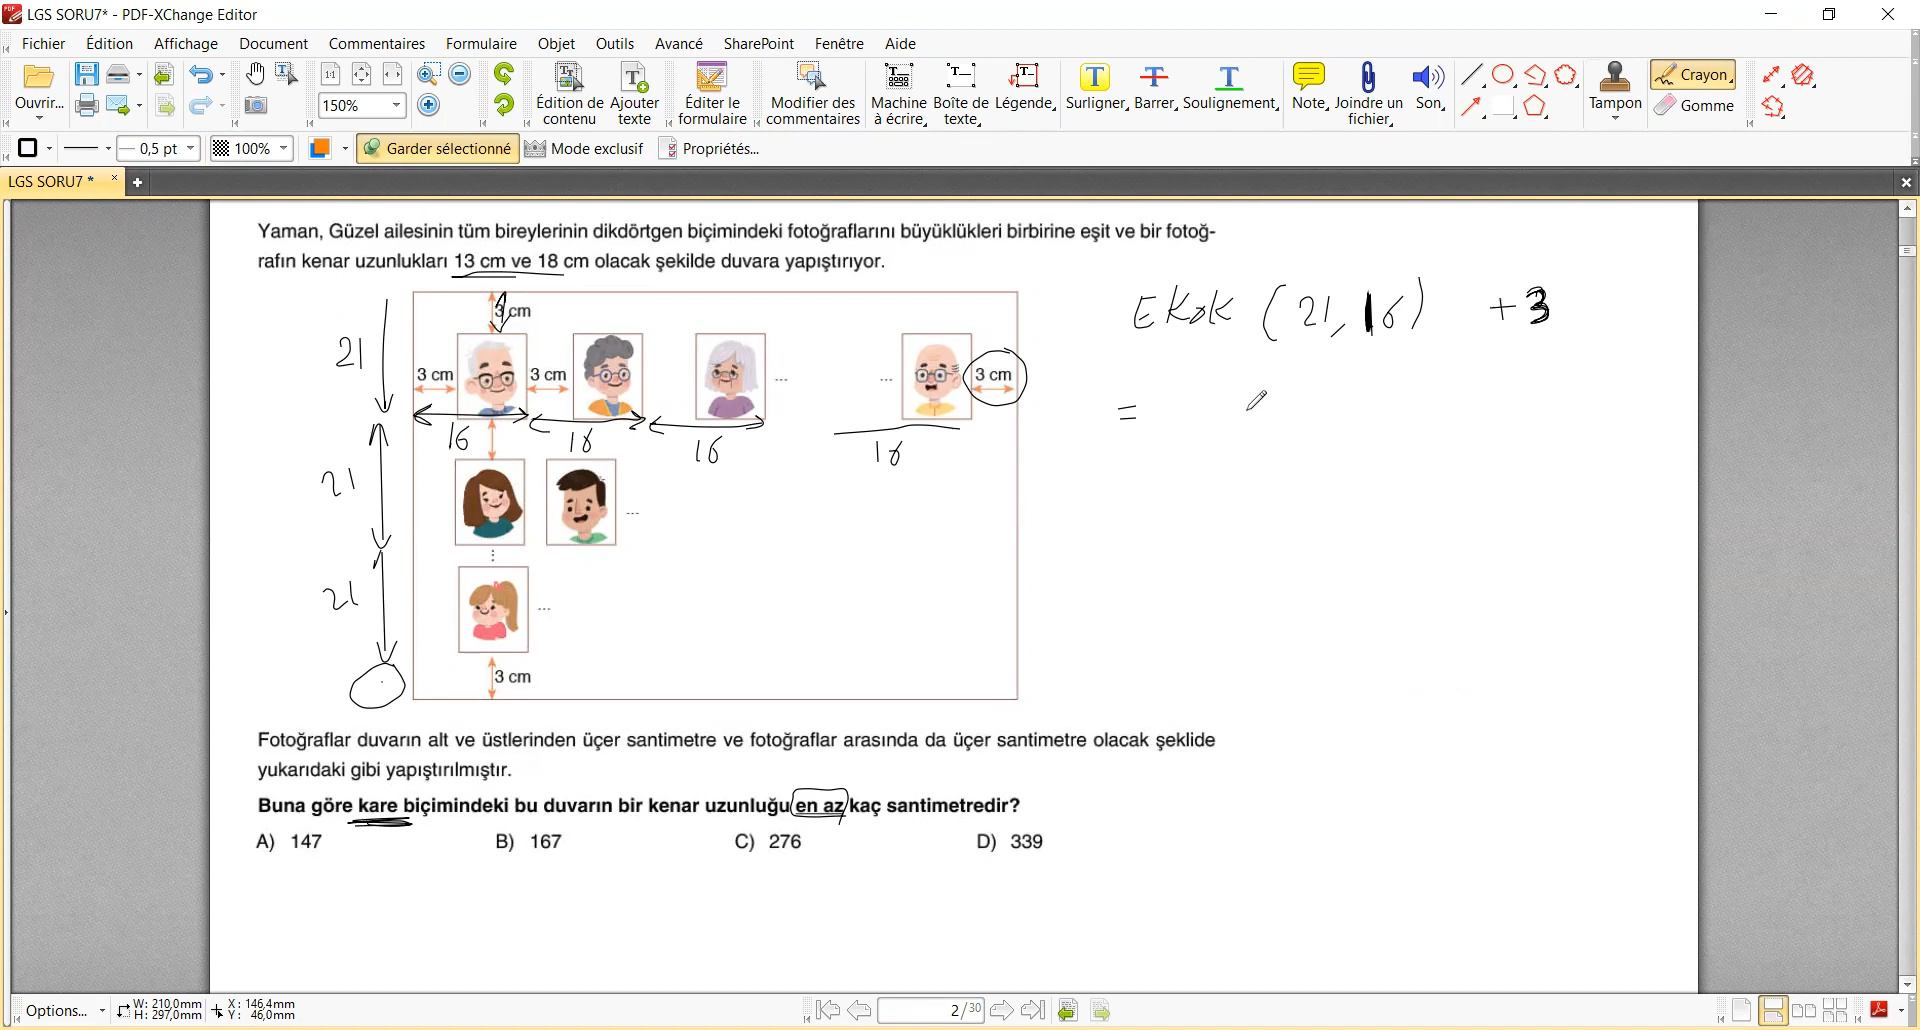 LGS SORU7* - PDF-XChange Editor
Fichier Édition Affichage Document Commentaires Formulaire Objet Outils Avancé SharePoint Fenêtre Aide
Ouvrir...
1:1
150%
Édition de contenu
Ajouter texte
Éditer le formulaire
Modifier des commentaires
Machine à écrire
Boîte de texte
Légende
Surligner
Barrer
Soulignement
Note
Joindre un fichier
Son
Tampon
Crayon
Gomme
0,5 pt 100% Garder sélectionné Mode exclusif Propriétés...
LGS SORU7 *
Yaman, Güzel ailesinin tüm bireylerinin dikdörtgen biçimindeki fotoğraflarını büyüklükleri birbirine eşit ve bir fotoğ-
rafın kenar uzunlukları 13 cm ve 18 cm olacak şekilde duvara yapıştırıyor.
3 cm
EKOK (21, 16) +3
21
3 cm 3 cm ... ... 3 cm
=
16 16 16 16
21
...
21
...
3 cm
Fotoğraflar duvarın alt ve üstlerinden üçer santimetre ve fotoğraflar arasında da üçer santimetre olacak şeklide
yukarıdaki gibi yapıştırılmıştır.
Buna göre kare biçimindeki bu duvarın bir kenar uzunluğu en az kaç santimetredir?
A) 147 B) 167 C) 276 D) 339
Options... W: 210,0mm H: 297,0mm X: 146,4mm Y: 46,0mm 2 /30